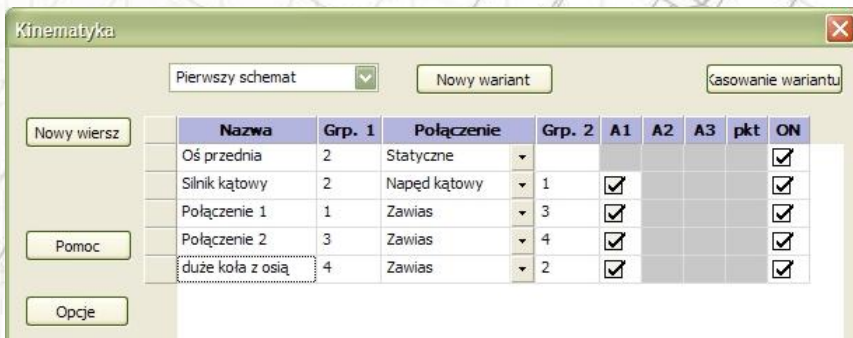 Kinematyka
Pierwszy schemat Nowy wariant Kasowanie wariantu
Nowy wiersz Nazwa Grp. 1 Połączenie Grp. 2 A1 A2 A3 pkt ON
Oś przednia 2 Statyczne
Silnik kątowy 2 Napęd kątowy 1
Połączenie 1 1 Zawias 3
Pomoc Połączenie 2 3 Zawias 4
duże koła z osią 4 Zawias 2
Opcje